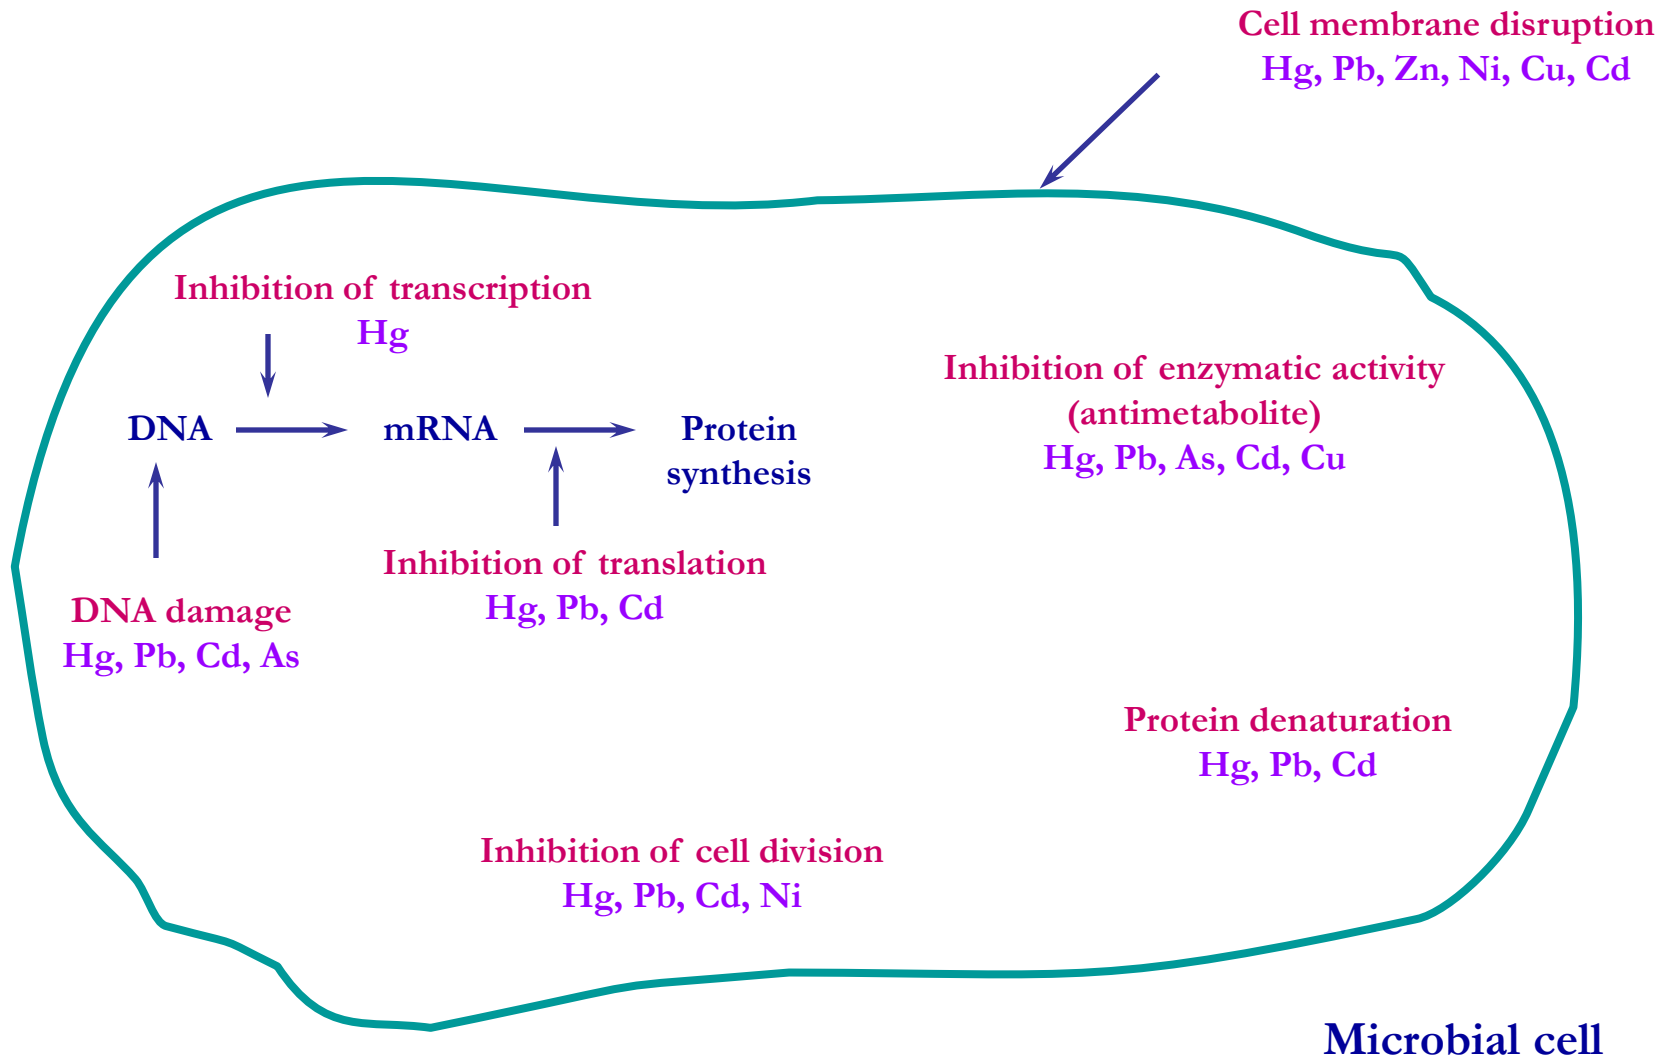 Cell membrane disruption
Hg, Pb, Zn, Ni, Cu, Cd
Inhibition of transcription
Hg
DNA
mRNA
Protein
synthesis
Inhibition of enzymatic activity
(antimetabolite)
Hg, Pb, As, Cd, Cu
Inhibition of translation
Hg, Pb, Cd
DNA damage
Hg, Pb, Cd, As
Protein denaturation
Hg, Pb, Cd
Inhibition of cell division
Hg, Pb, Cd, Ni
Microbial cell